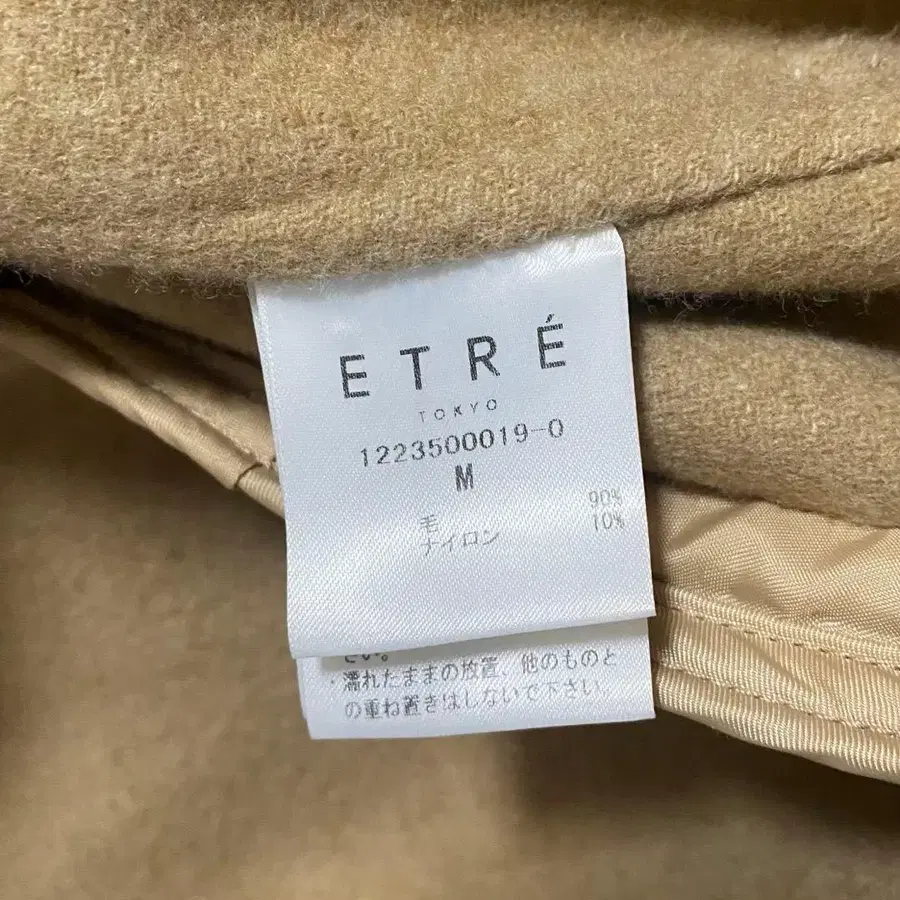 ETRÉ
TOKYO
1223500019-0
M
毛 90%
ナイロン 10%
さい。
・濡れたままの放置、他のものと
の重ね置きはしないで下さい。